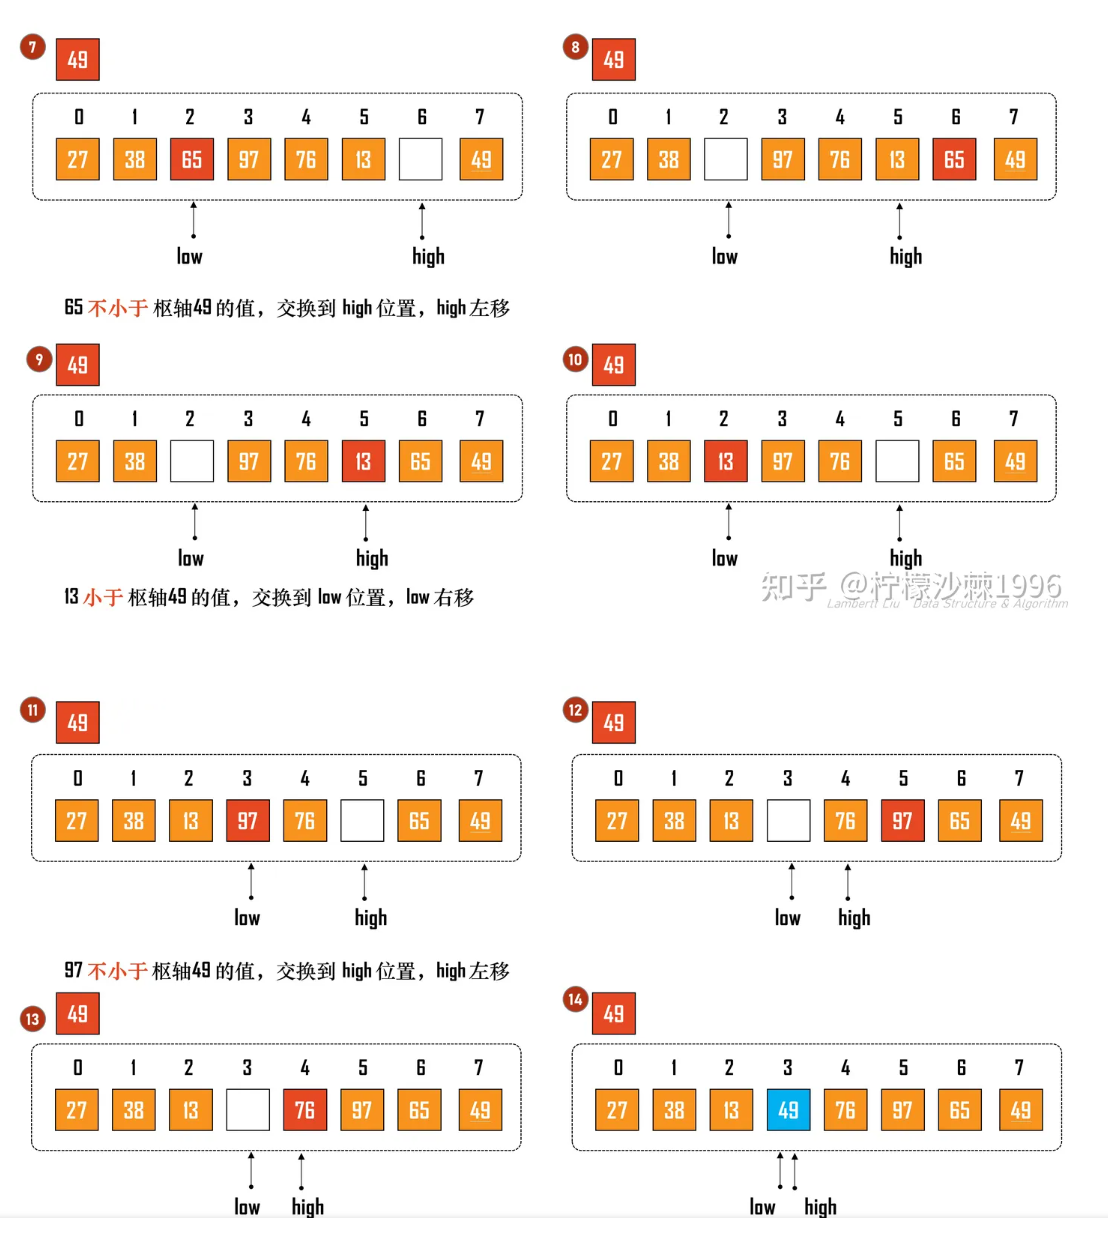 7 49 8 49
0 1 2 3 4 5 6 7 0 1 2 3 4 5 6 7
27 38 65 97 76 13 49 27 38 97 76 13 65 49
low high low high
65 不小于 枢轴49 的值，交换到 high 位置，high 左移
9 49 10 49
0 1 2 3 4 5 6 7 0 1 2 3 4 5 6 7
27 38 97 76 13 65 49 27 38 13 97 76 65 49
low high low high
13 小于 枢轴49 的值，交换到 low 位置，low 右移
知乎 @柠檬沙棘1996
Lambertt Liu Data Structure & Algorithm
11 49 12 49
0 1 2 3 4 5 6 7 0 1 2 3 4 5 6 7
27 38 13 97 76 65 49 27 38 13 76 97 65 49
low high low high
97 不小于 枢轴49 的值，交换到 high 位置，high 左移
13 49 14 49
0 1 2 3 4 5 6 7 0 1 2 3 4 5 6 7
27 38 13 76 97 65 49 27 38 13 49 76 97 65 49
low high low high